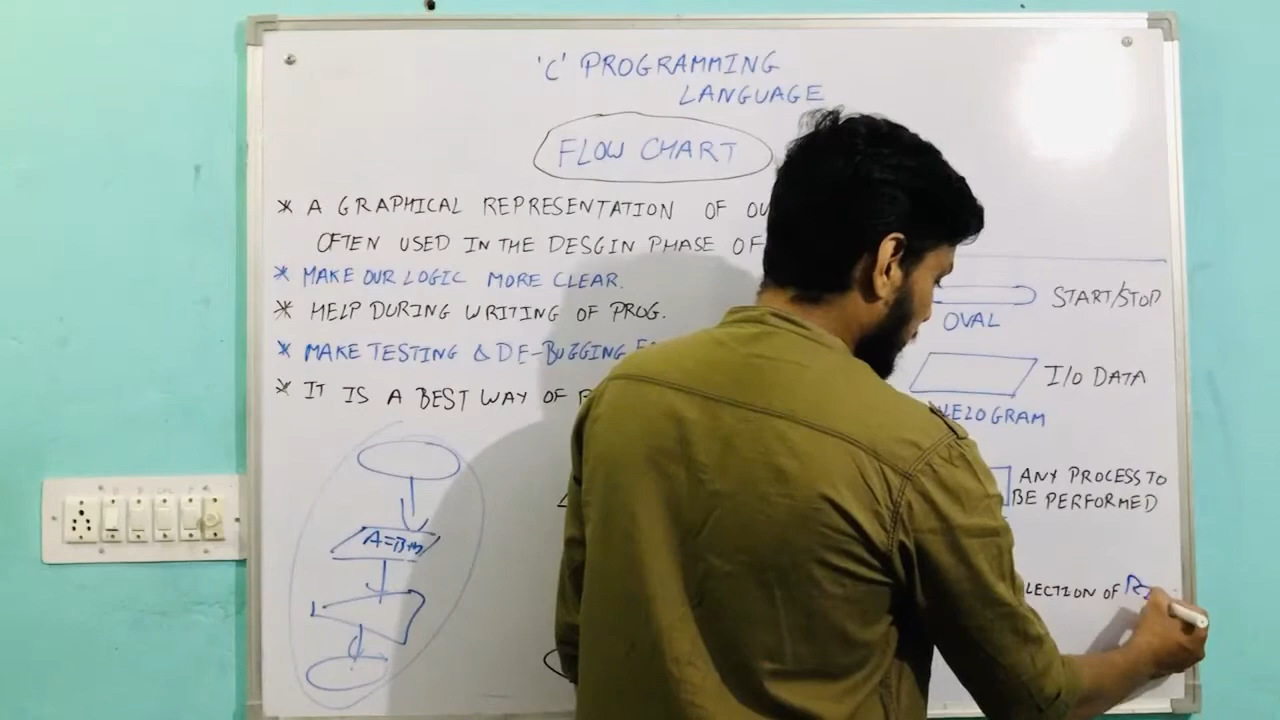 'C' PROGRAMMING
LANGUAGE
FLOW CHART
* A GRAPHICAL REPRESENTATION OF
OFTEN USED IN THE DESGIN PHASE OF
* MAKE OUR LOGIC MORE CLEAR.
* HELP DURING WRITING OF PROG.
* MAKE TESTING & DE-BUGGING
* IT IS A BEST WAY OF
START/STOP
OVAL
I/O DATA
LELOGRAM
ANY PROCESS TO
BE PERFORMED
LECTION OF